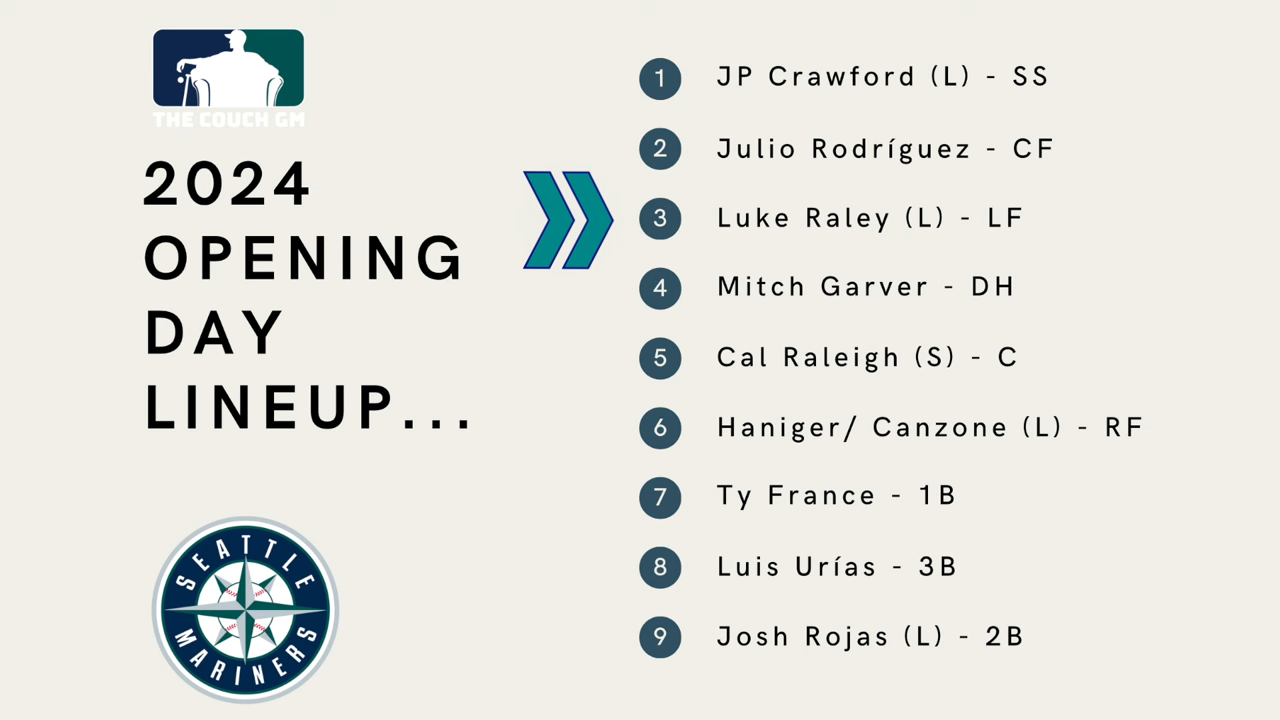 THE COUCH GM
2024
OPENING
DAY
LINEUP...
SEATTLE
MARINERS
1 JP Crawford (L) - SS
2 Julio Rodríguez - CF
3 Luke Raley (L) - LF
4 Mitch Garver - DH
5 Cal Raleigh (S) - C
6 Haniger/ Canzone (L) - RF
7 Ty France - 1B
8 Luis Urías - 3B
9 Josh Rojas (L) - 2B